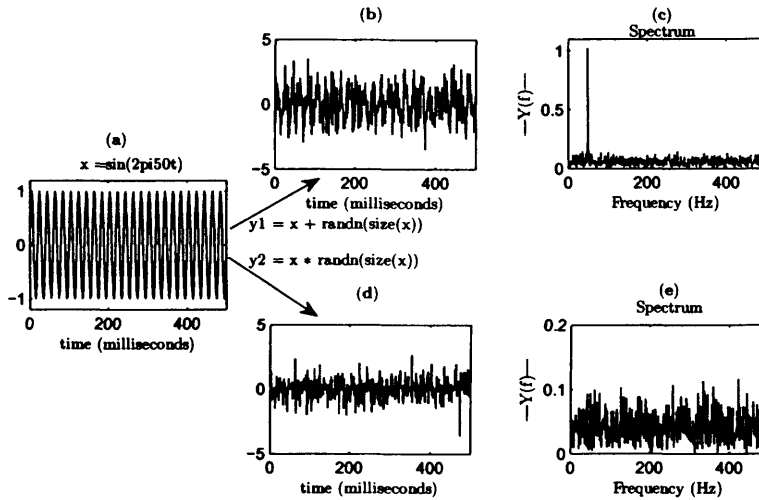 (a)
x =sin(2pi50t)
1
0
−1
0
200
400
time (milliseconds)
(b)
5
0
−5
0
200
400
time (milliseconds)
(c)
Spectrum
—Y(f)—
1
0.5
0
0
200
400
Frequency (Hz)
y1 = x + randn(size(x))
y2 = x * randn(size(x))
(d)
5
0
−5
0
200
400
time (milliseconds)
(e)
Spectrum
—Y(f)—
0.2
0.1
0
0
200
400
Frequency (Hz)